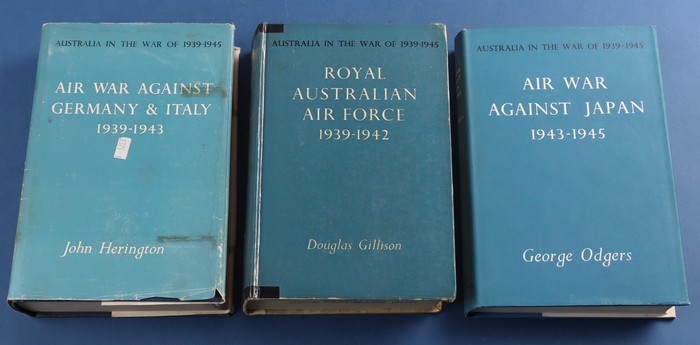 AUSTRALIA IN THE WAR OF 1939-1945
AIR WAR AGAINST
GERMANY & ITALY
1939-1943
John Herington
AUSTRALIA IN THE WAR OF 1939-1945
ROYAL
AUSTRALIAN
AIR FORCE
1939-1942
Douglas Gillison
AUSTRALIA IN THE WAR OF 1939-1945
AIR WAR
AGAINST JAPAN
1943-1945
George Odgers